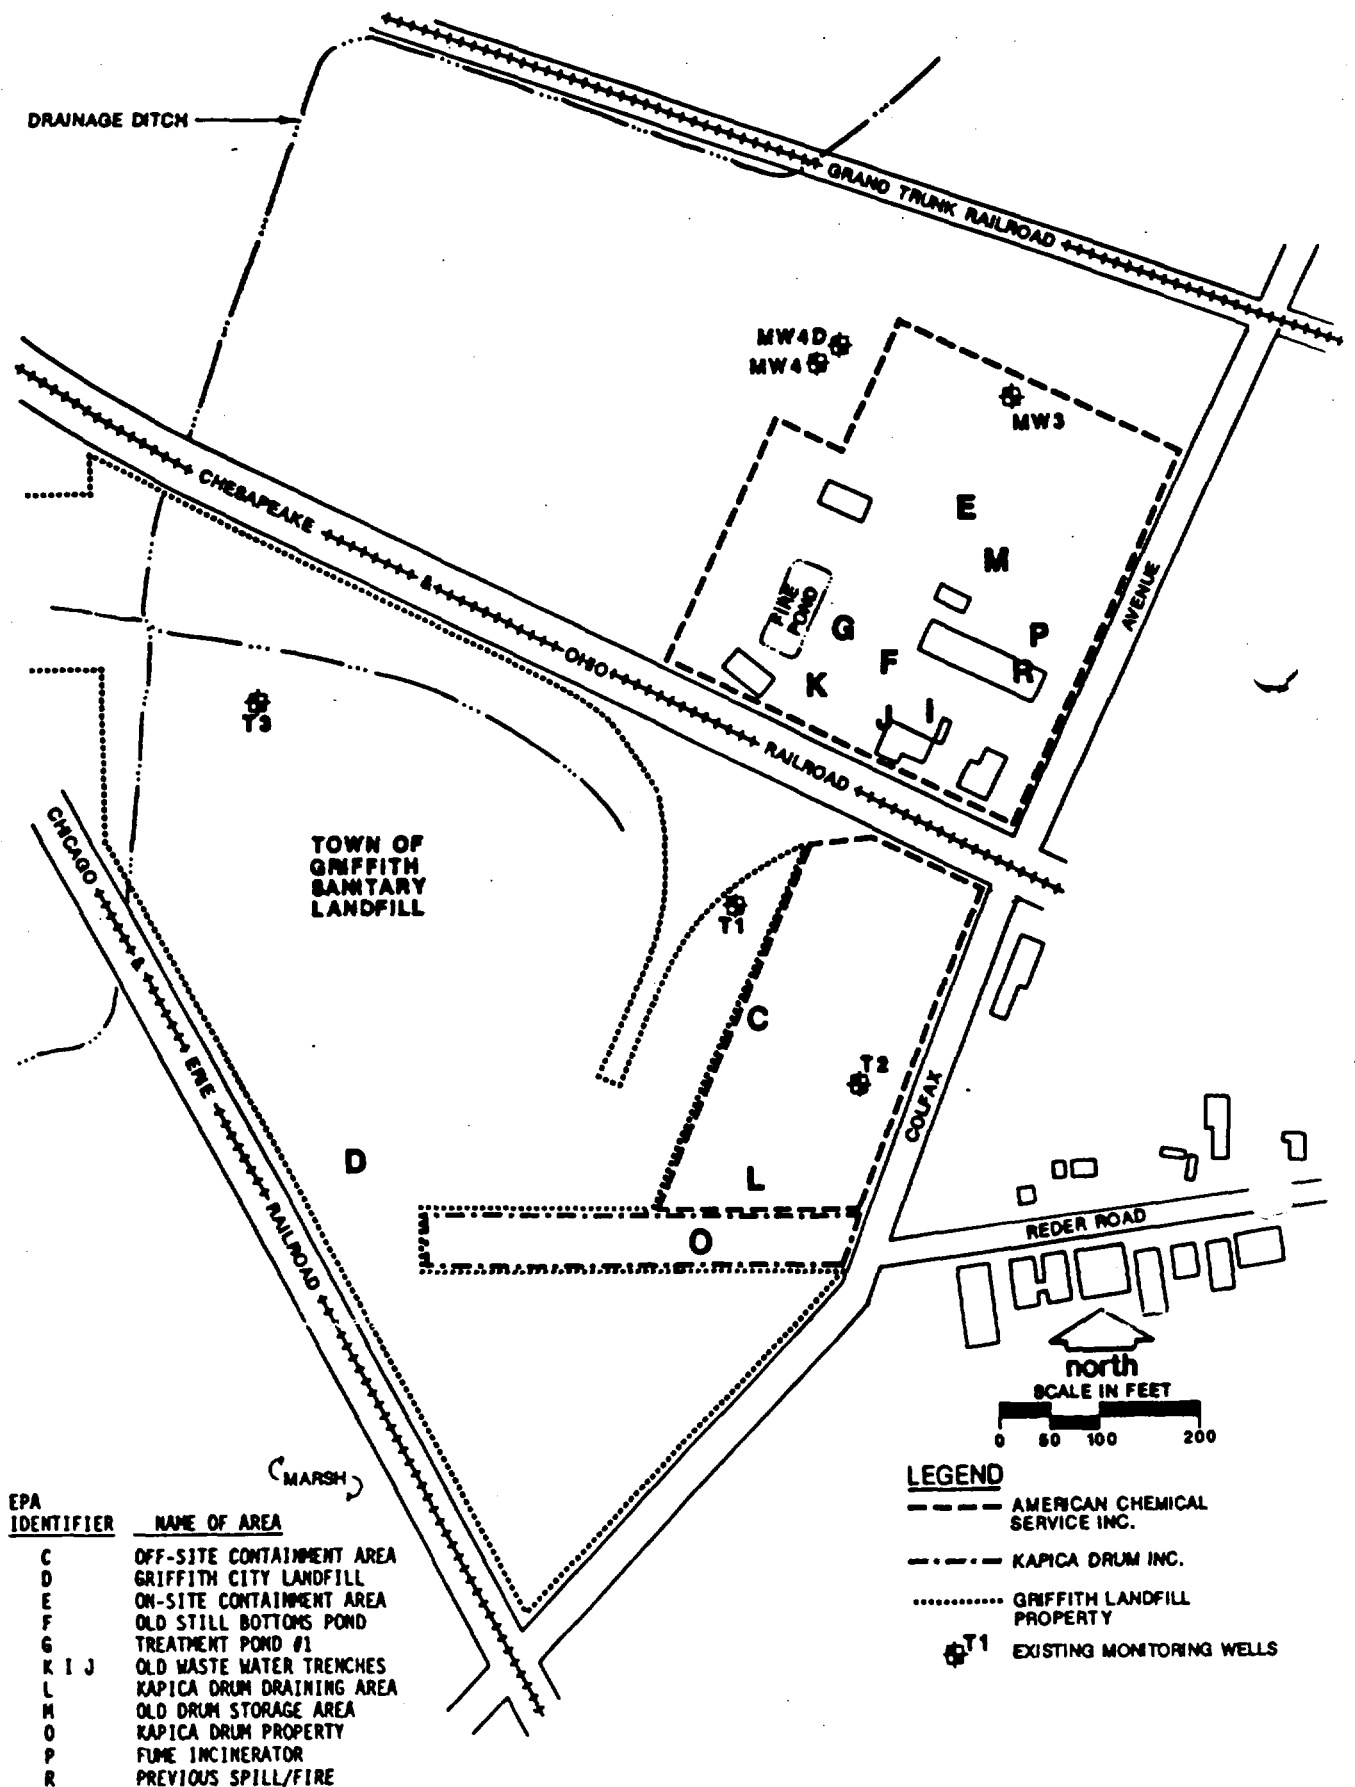 DRAINAGE DITCH
GRAND TRUNK RAILROAD
MW4D
MW4
MW3
CHESAPEAKE & OHIO RAILROAD
E
M
FIRE
POND
G
P
F
R
K
J
I
AVENUE
T3
TOWN OF
GRIFFITH
SANITARY
LANDFILL
T1
C
T2
CHICAGO & ERIE RAILROAD
COLFAX
D
L
O
REDER ROAD
north
SCALE IN FEET
0 50 100 200
MARSH
LEGEND
AMERICAN CHEMICAL
SERVICE INC.
KAPICA DRUM INC.
GRIFFITH LANDFILL
PROPERTY
T1 EXISTING MONITORING WELLS
EPA
IDENTIFIER NAME OF AREA
C OFF-SITE CONTAINMENT AREA
D GRIFFITH CITY LANDFILL
E ON-SITE CONTAINMENT AREA
F OLD STILL BOTTOMS POND
G TREATMENT POND #1
K I J OLD WASTE WATER TRENCHES
L KAPICA DRUM DRAINING AREA
M OLD DRUM STORAGE AREA
O KAPICA DRUM PROPERTY
P FUME INCINERATOR
R PREVIOUS SPILL/FIRE